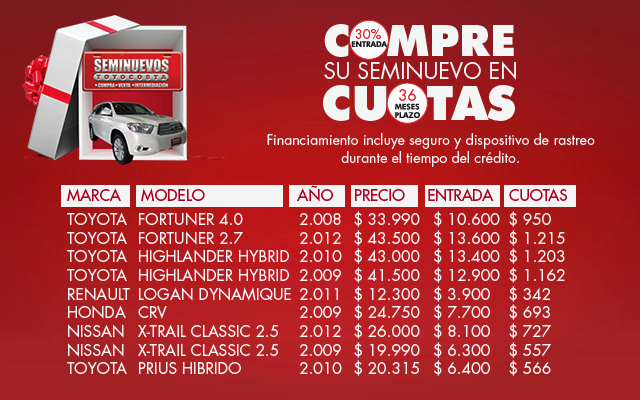 SEMINUEVOS
TOYOCOSTA
• COMPRA • VENTA • INTERMEDIACIÓN
COMPRE
30%
ENTRADA
SU SEMINUEVO EN
CUOTAS
36
MESES
PLAZO
Financiamiento incluye seguro y dispositivo de rastreo
durante el tiempo del crédito.
MARCA MODELO AÑO PRECIO ENTRADA CUOTAS
TOYOTA FORTUNER 4.0 2.008 $ 33.990 $ 10.600 $ 950
TOYOTA FORTUNER 2.7 2.012 $ 43.500 $ 13.600 $ 1.215
TOYOTA HIGHLANDER HYBRID 2.010 $ 43.000 $ 13.400 $ 1.203
TOYOTA HIGHLANDER HYBRID 2.009 $ 41.500 $ 12.900 $ 1.162
RENAULT LOGAN DYNAMIQUE 2.011 $ 12.300 $ 3.900 $ 342
HONDA CRV 2.009 $ 24.750 $ 7.700 $ 693
NISSAN X-TRAIL CLASSIC 2.5 2.012 $ 26.000 $ 8.100 $ 727
NISSAN X-TRAIL CLASSIC 2.5 2.009 $ 19.990 $ 6.300 $ 557
TOYOTA PRIUS HIBRIDO 2.010 $ 20.315 $ 6.400 $ 566